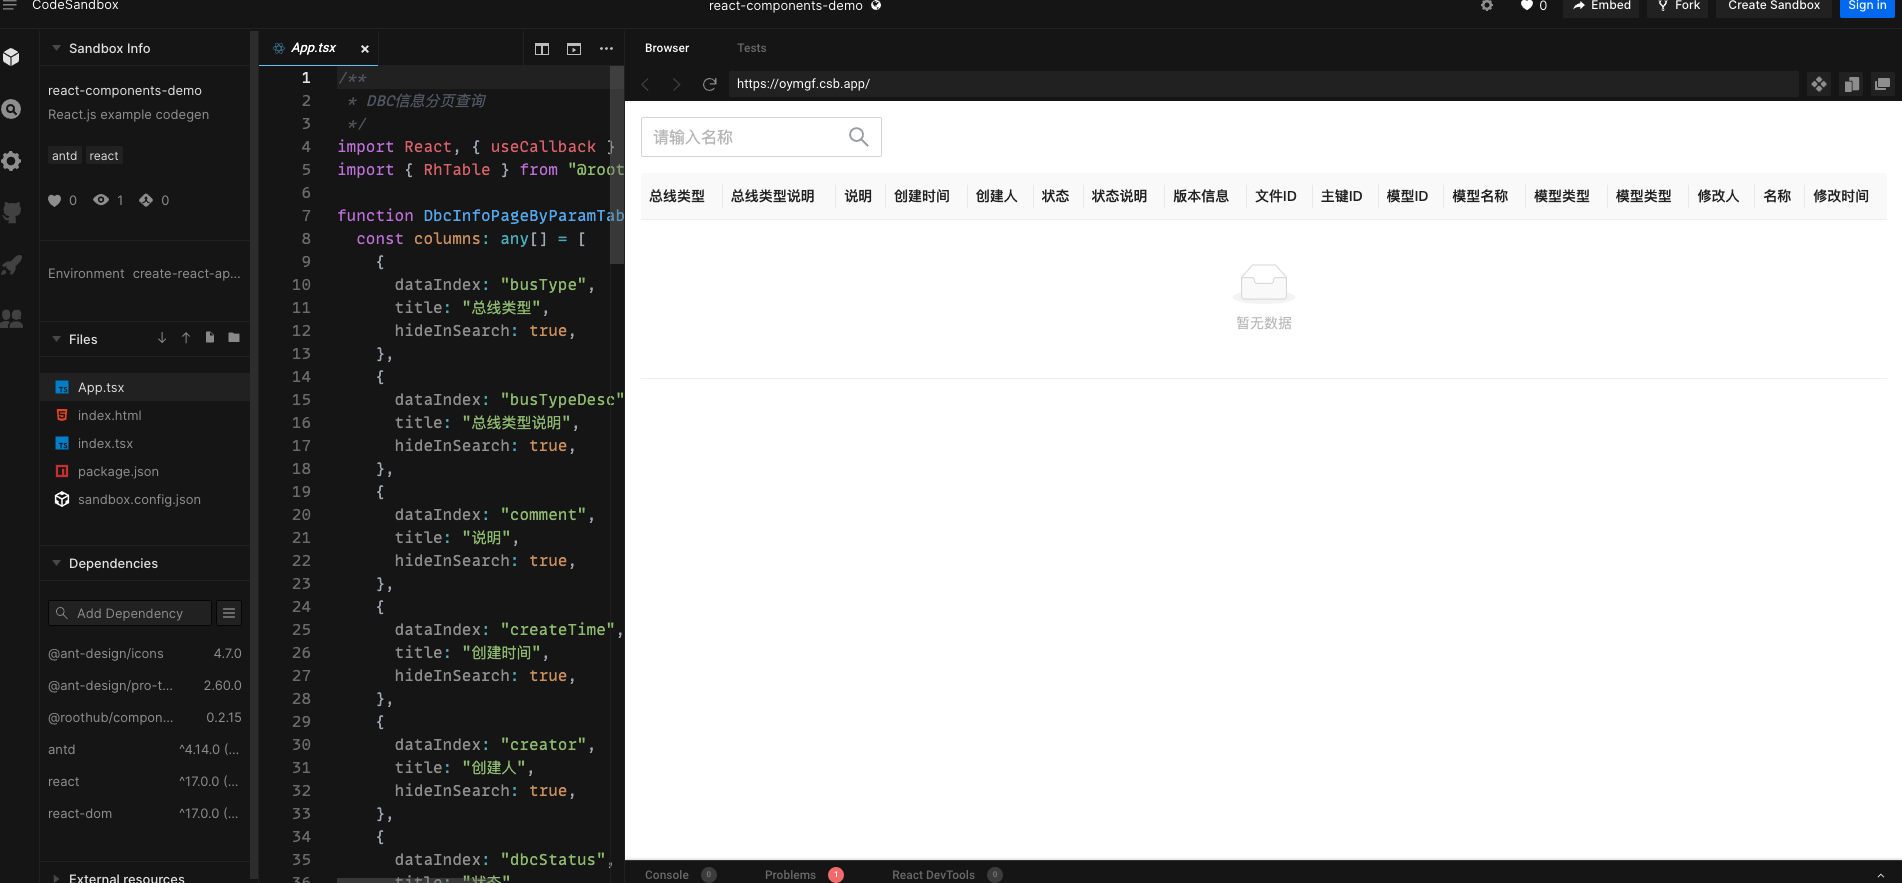 CodeSandbox
react-components-demo
0
Embed
Fork
Create Sandbox
Sign in
Sandbox Info
react-components-demo
React.js example codegen
antd react
0 1 0
Environment create-react-ap...
Files
App.tsx
index.html
index.tsx
package.json
sandbox.config.json
Dependencies
Add Dependency
@ant-design/icons 4.7.0
@ant-design/pro-t... 2.60.0
@roothub/compon... 0.2.15
antd ^4.14.0 (...
react ^17.0.0 (...
react-dom ^17.0.0 (...
External resources
App.tsx
1 /**
2 * DBC信息分页查询
3 */
4 import React, { useCallback }
5 import { RhTable } from "@root
6
7 function DbcInfoPageByParamTab
8 const columns: any[] = [
9 {
10 dataIndex: "busType",
11 title: "总线类型",
12 hideInSearch: true,
13 },
14 {
15 dataIndex: "busTypeDesc"
16 title: "总线类型说明",
17 hideInSearch: true,
18 },
19 {
20 dataIndex: "comment",
21 title: "说明",
22 hideInSearch: true,
23 },
24 {
25 dataIndex: "createTime",
26 title: "创建时间",
27 hideInSearch: true,
28 },
29 {
30 dataIndex: "creator",
31 title: "创建人",
32 hideInSearch: true,
33 },
34 {
35 dataIndex: "dbcStatus",
36 title: "状态"
Browser Tests
https://oymgf.csb.app/
请输入名称
总线类型 总线类型说明 说明 创建时间 创建人 状态 状态说明 版本信息 文件ID 主键ID 模型ID 模型名称 模型类型 模型类型 修改人 名称 修改时间
暂无数据
Console 0 Problems 1 React DevTools 0